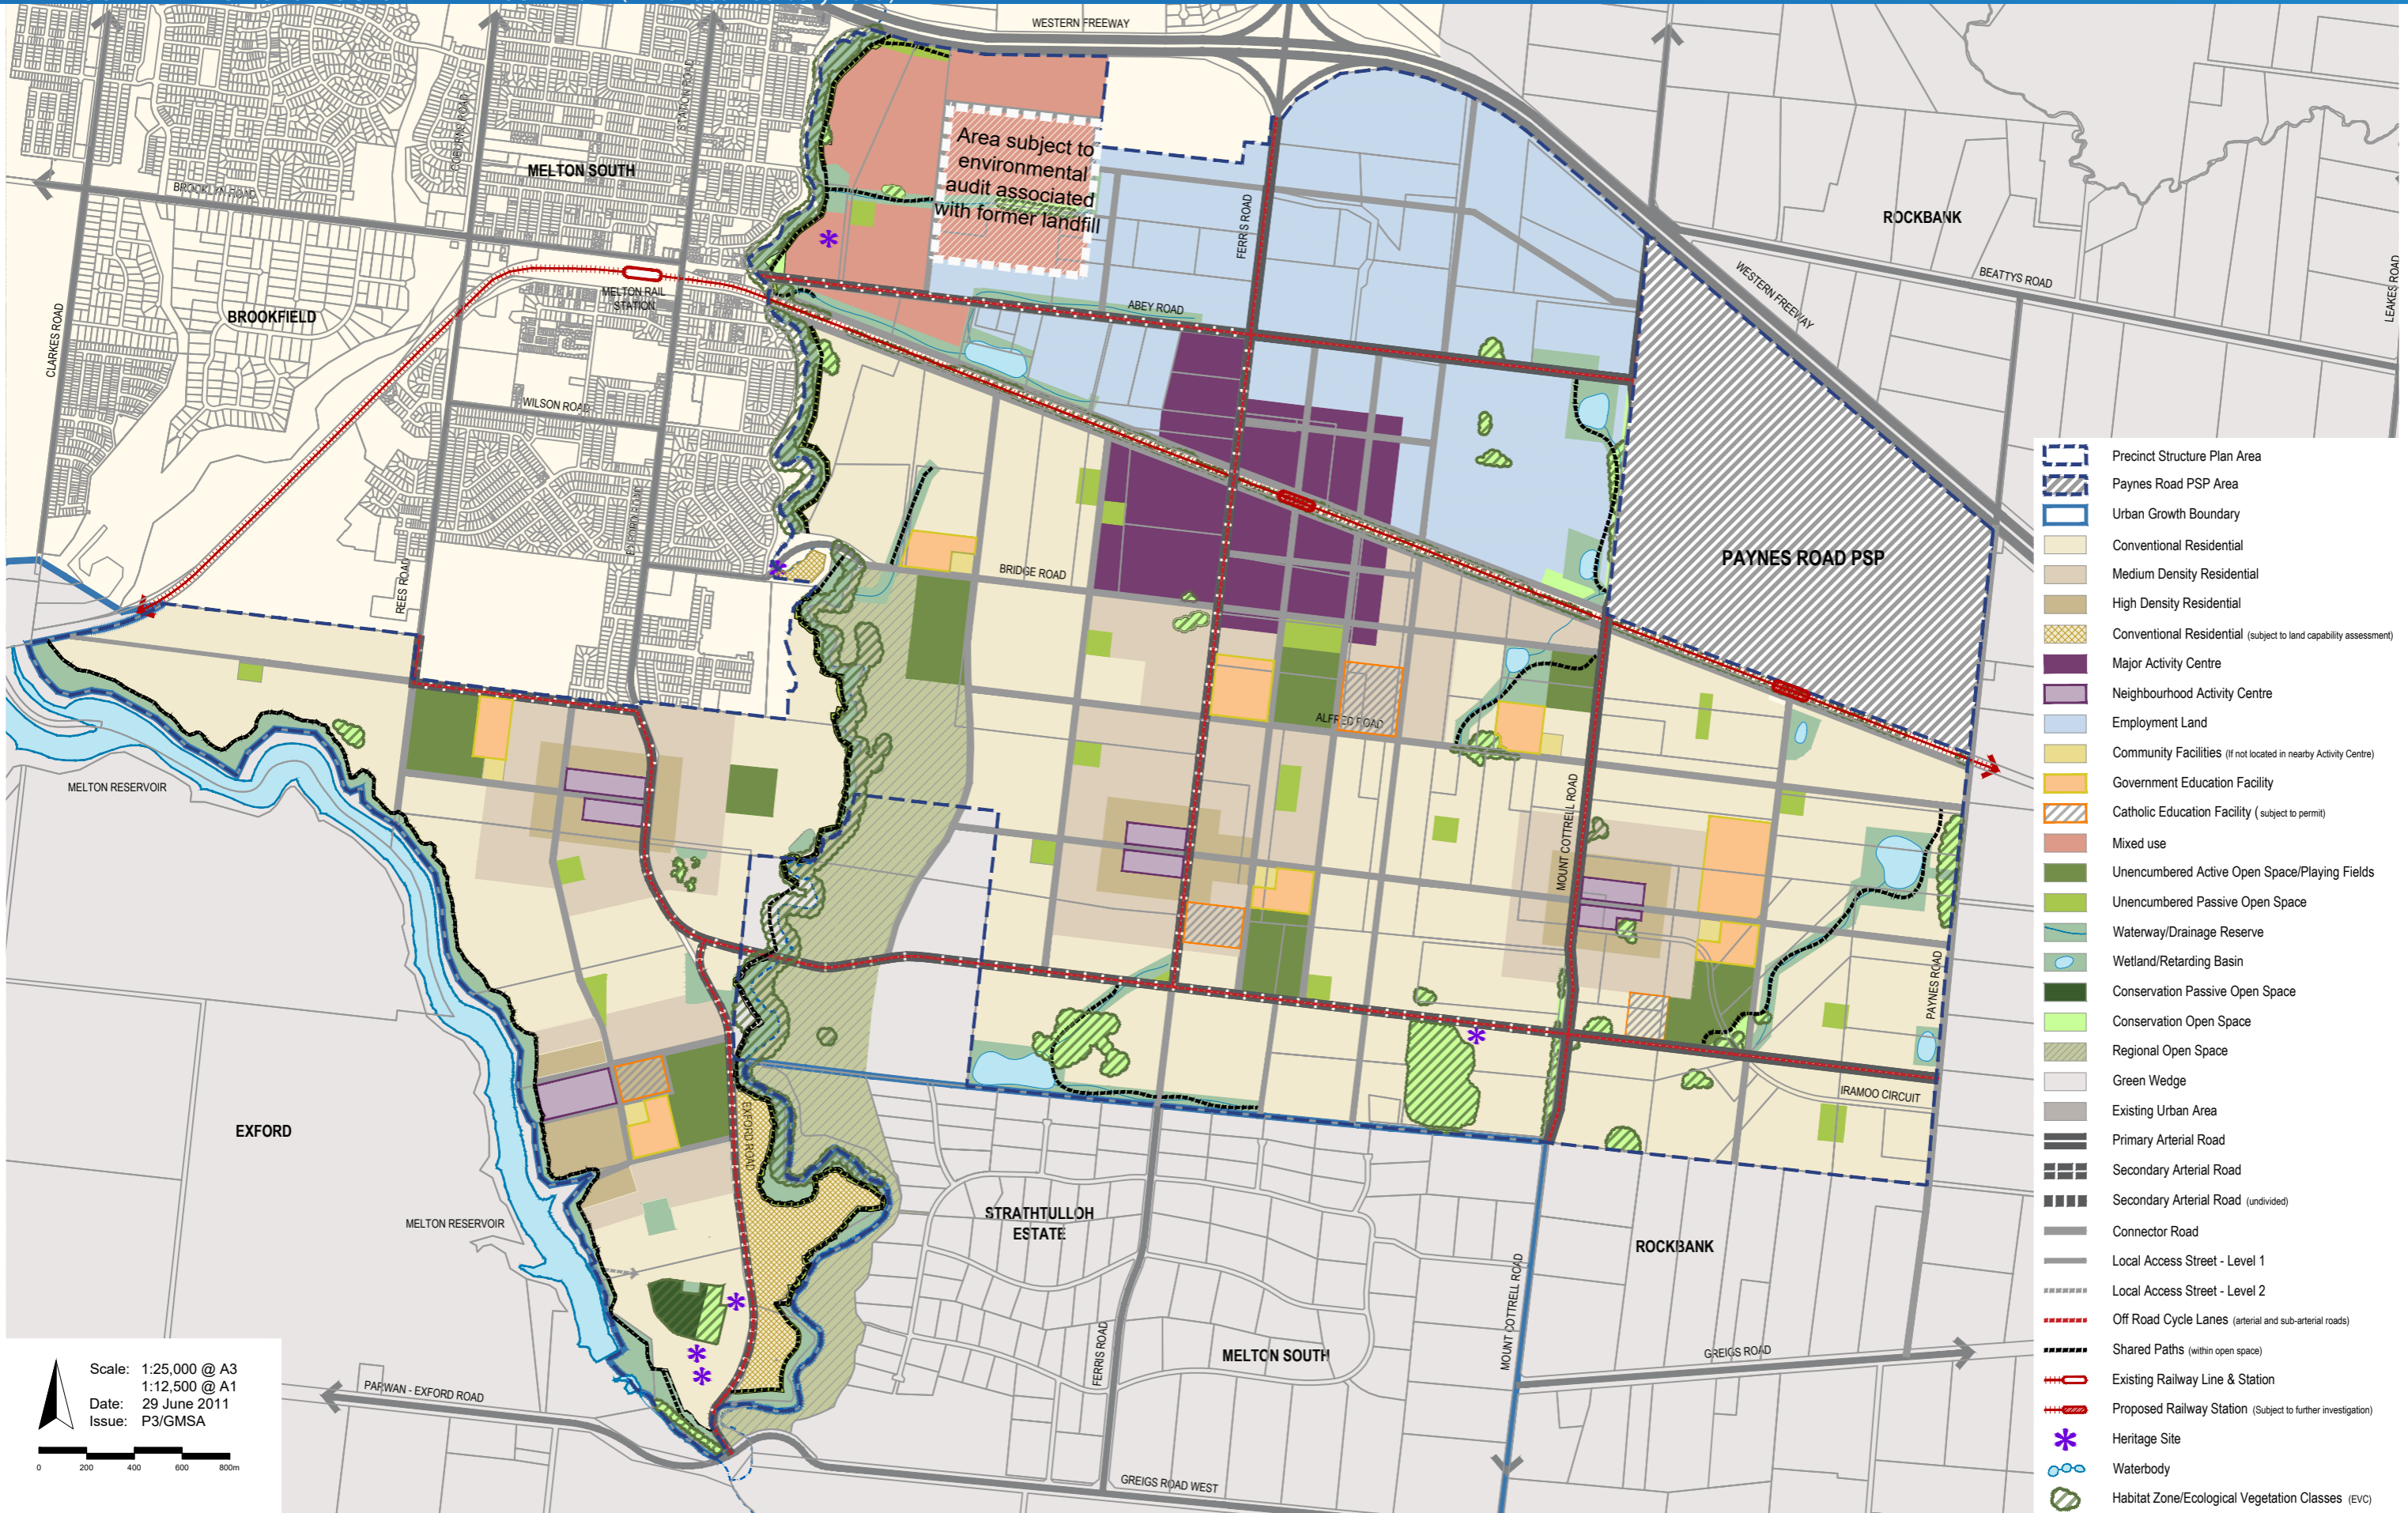 WESTERN FREEWAY
COBURNS ROAD
STATION ROAD
MELTON SOUTH
BROOKLYN ROAD
Area subject to
environmental
audit associated
with former landfill
FERRIS ROAD
ROCKBANK
BEATTYS ROAD
WESTERN FREEWAY
LEAKES ROAD
MELTON RAIL
STATION
BROOKFIELD
CLARKES ROAD
ABEY ROAD
WILSON ROAD
EXFORD ROAD
REES ROAD
BRIDGE ROAD
PAYNES ROAD PSP
ALFRED ROAD
MELTON RESERVOIR
MOUNT COTTRELL ROAD
PAYNES ROAD
IRAMOO CIRCUIT
EXFORD
EXFORD ROAD
MELTON RESERVOIR
STRATHTULLOH
ESTATE
ROCKBANK
MOUNT COTTRELL ROAD
FERRIS ROAD
MELTON SOUTH
GREIGS ROAD
PARWAN - EXFORD ROAD
GREIGS ROAD WEST
Scale: 1:25,000 @ A3
1:12,500 @ A1
Date: 29 June 2011
Issue: P3/GMSA
0 200 400 600 800m
Precinct Structure Plan Area
Paynes Road PSP Area
Urban Growth Boundary
Conventional Residential
Medium Density Residential
High Density Residential
Conventional Residential (subject to land capability assessment)
Major Activity Centre
Neighbourhood Activity Centre
Employment Land
Community Facilities (If not located in nearby Activity Centre)
Government Education Facility
Catholic Education Facility ( subject to permit)
Mixed use
Unencumbered Active Open Space/Playing Fields
Unencumbered Passive Open Space
Waterway/Drainage Reserve
Wetland/Retarding Basin
Conservation Passive Open Space
Conservation Open Space
Regional Open Space
Green Wedge
Existing Urban Area
Primary Arterial Road
Secondary Arterial Road
Secondary Arterial Road (undivided)
Connector Road
Local Access Street - Level 1
Local Access Street - Level 2
Off Road Cycle Lanes (arterial and sub-arterial roads)
Shared Paths (within open space)
Existing Railway Line & Station
Proposed Railway Station (Subject to further investigation)
Heritage Site
Waterbody
Habitat Zone/Ecological Vegetation Classes (EVC)